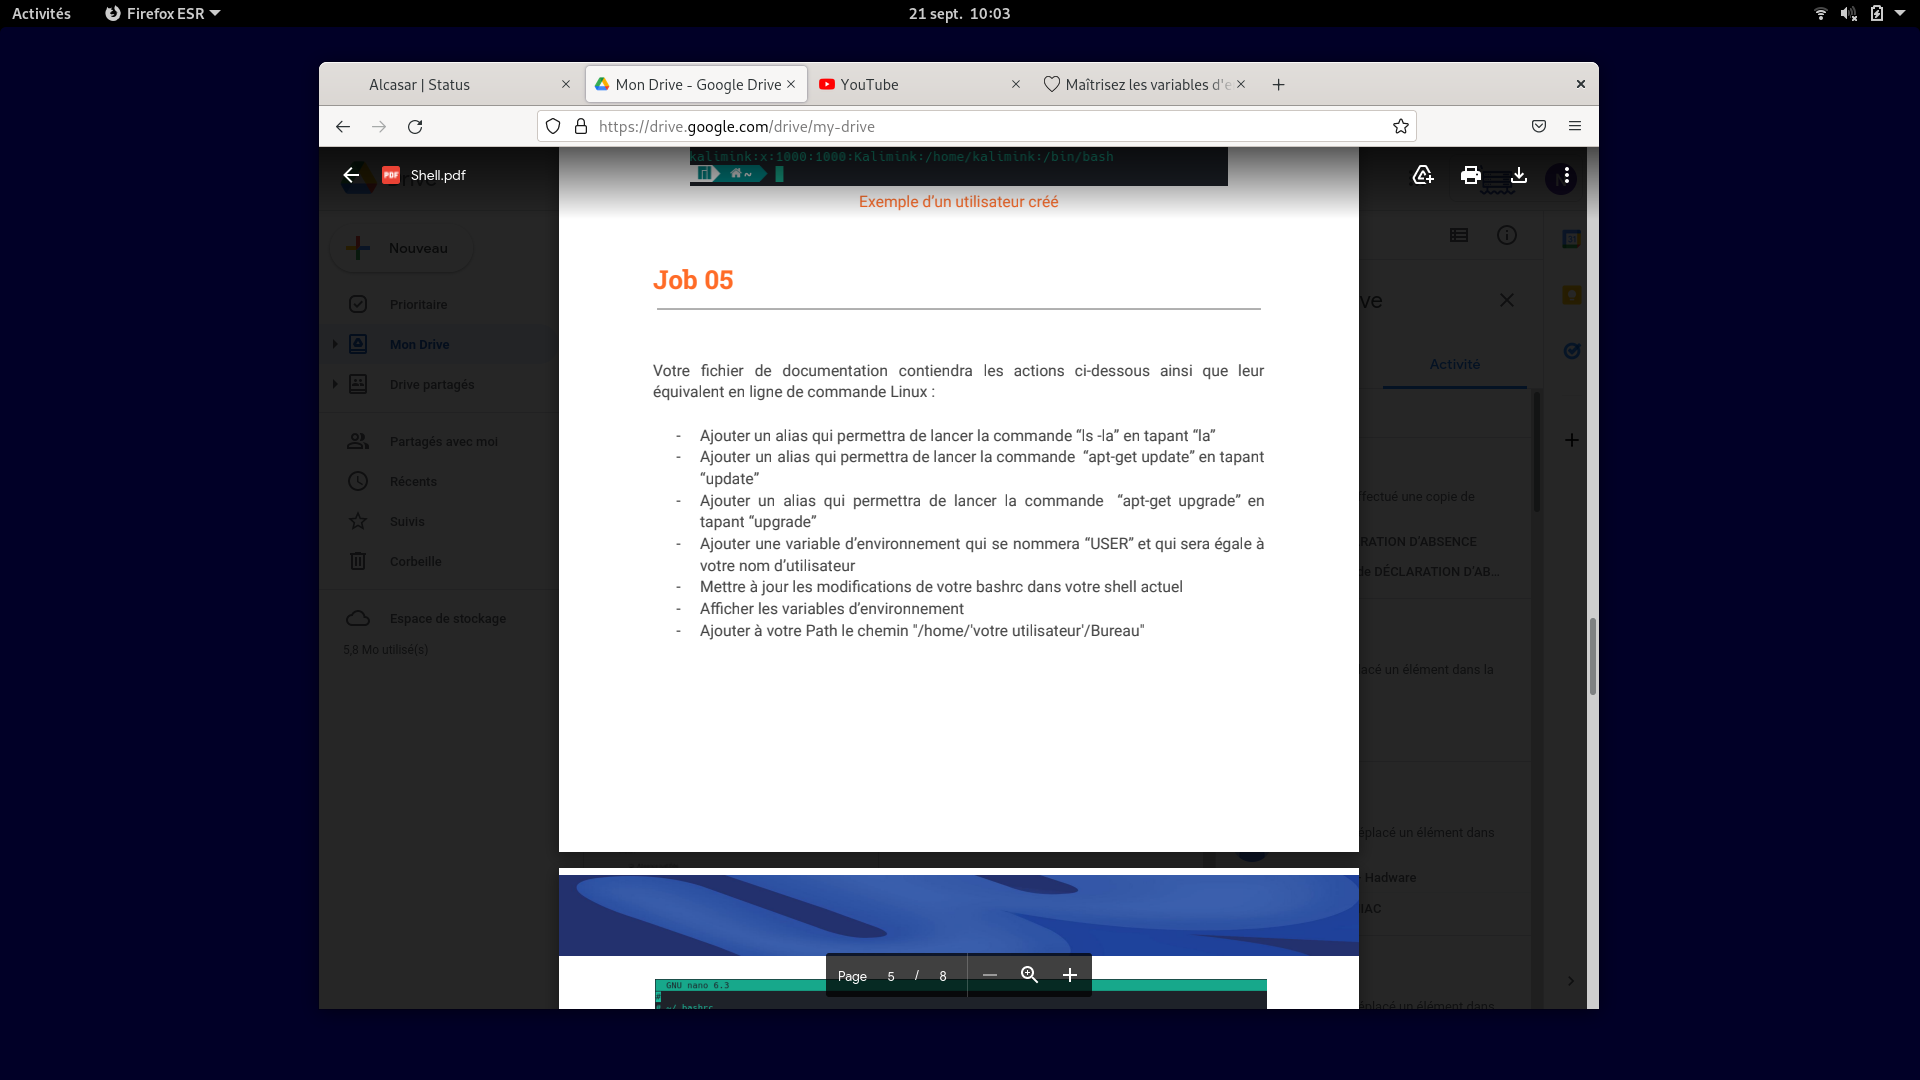 Activités
Firefox ESR
21 sept. 10:03
Alcasar | Status
Mon Drive - Google Drive
YouTube
Maîtrisez les variables d'e
https://drive.google.com/drive/my-drive
kalimink:x:1000:1000:Kalimink:/home/kalimink:/bin/bash
~
PDF
Shell.pdf
Exemple d'un utilisateur créé
Nouveau
Prioritaire
Mon Drive
Drive partagés
Partagés avec moi
Récents
Suivis
Corbeille
Espace de stockage
5,8 Mo utilisé(s)
Job 05
Votre fichier de documentation contiendra les actions ci-dessous ainsi que leur
équivalent en ligne de commande Linux :
- Ajouter un alias qui permettra de lancer la commande “ls -la” en tapant “la”
- Ajouter un alias qui permettra de lancer la commande “apt-get update” en tapant
“update”
- Ajouter un alias qui permettra de lancer la commande “apt-get upgrade” en
tapant “upgrade”
- Ajouter une variable d’environnement qui se nommera “USER” et qui sera égale à
votre nom d’utilisateur
- Mettre à jour les modifications de votre bashrc dans votre shell actuel
- Afficher les variables d’environnement
- Ajouter à votre Path le chemin "/home/'votre utilisateur'/Bureau"
ve
Activité
ffectué une copie de
RATION D'ABSENCE
de DÉCLARATION D'AB...
lacé un élément dans la
éplacé un élément dans
Hadware
IAC
éplacé un élément dans
Page 5 / 8
GNU nano 6.3
# ~/.bashrc